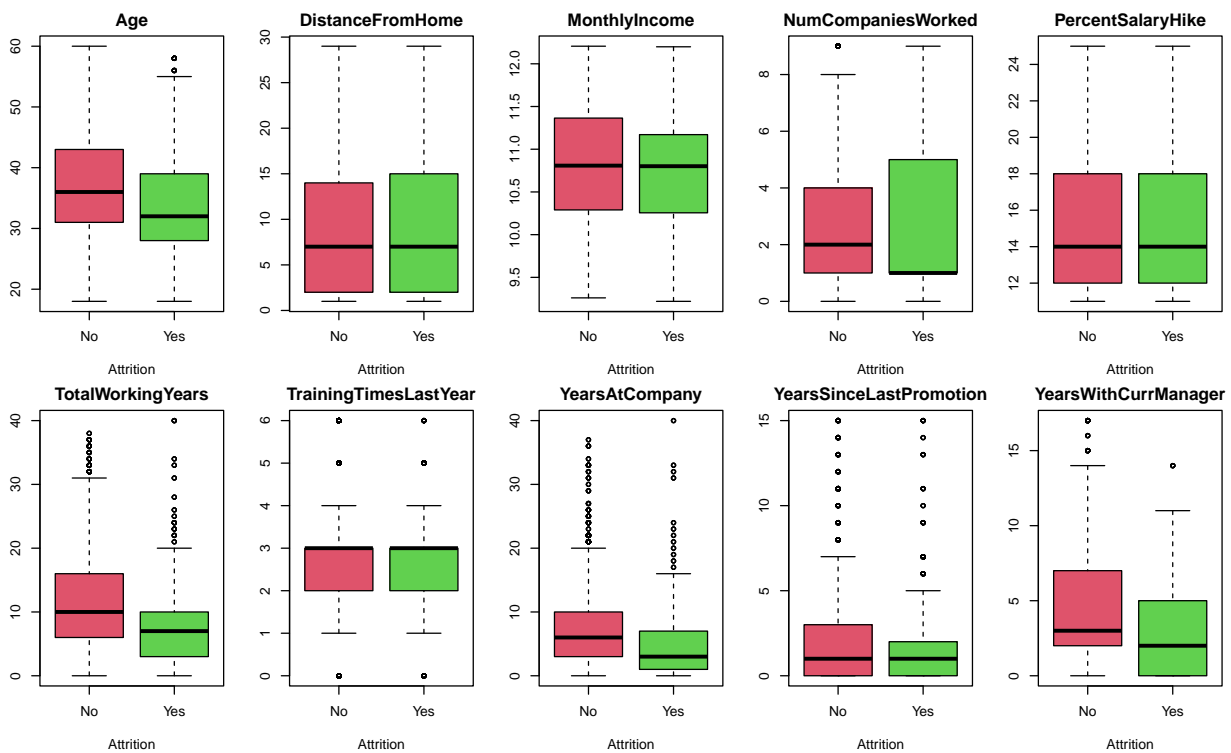 Age
60
50
40
30
20
No Yes
Attrition
DistanceFromHome
30
25
20
15
10
5
0
No Yes
Attrition
MonthlyIncome
12.0
11.5
11.0
10.5
10.0
9.5
No Yes
Attrition
NumCompaniesWorked
8
6
4
2
0
No Yes
Attrition
PercentSalaryHike
24
22
20
18
16
14
12
No Yes
Attrition
TotalWorkingYears
40
30
20
10
0
No Yes
Attrition
TrainingTimesLastYear
6
5
4
3
2
1
0
No Yes
Attrition
YearsAtCompany
40
30
20
10
0
No Yes
Attrition
YearsSinceLastPromotion
15
10
5
0
No Yes
Attrition
YearsWithCurrManager
15
10
5
0
No Yes
Attrition